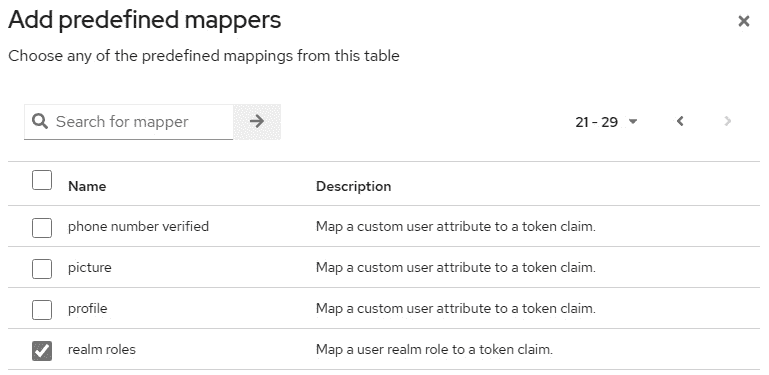 Add predefined mappers
Choose any of the predefined mappings from this table
Search for mapper
21 - 29
Name Description
phone number verified Map a custom user attribute to a token claim.
picture Map a custom user attribute to a token claim.
profile Map a custom user attribute to a token claim.
realm roles Map a user realm role to a token claim.